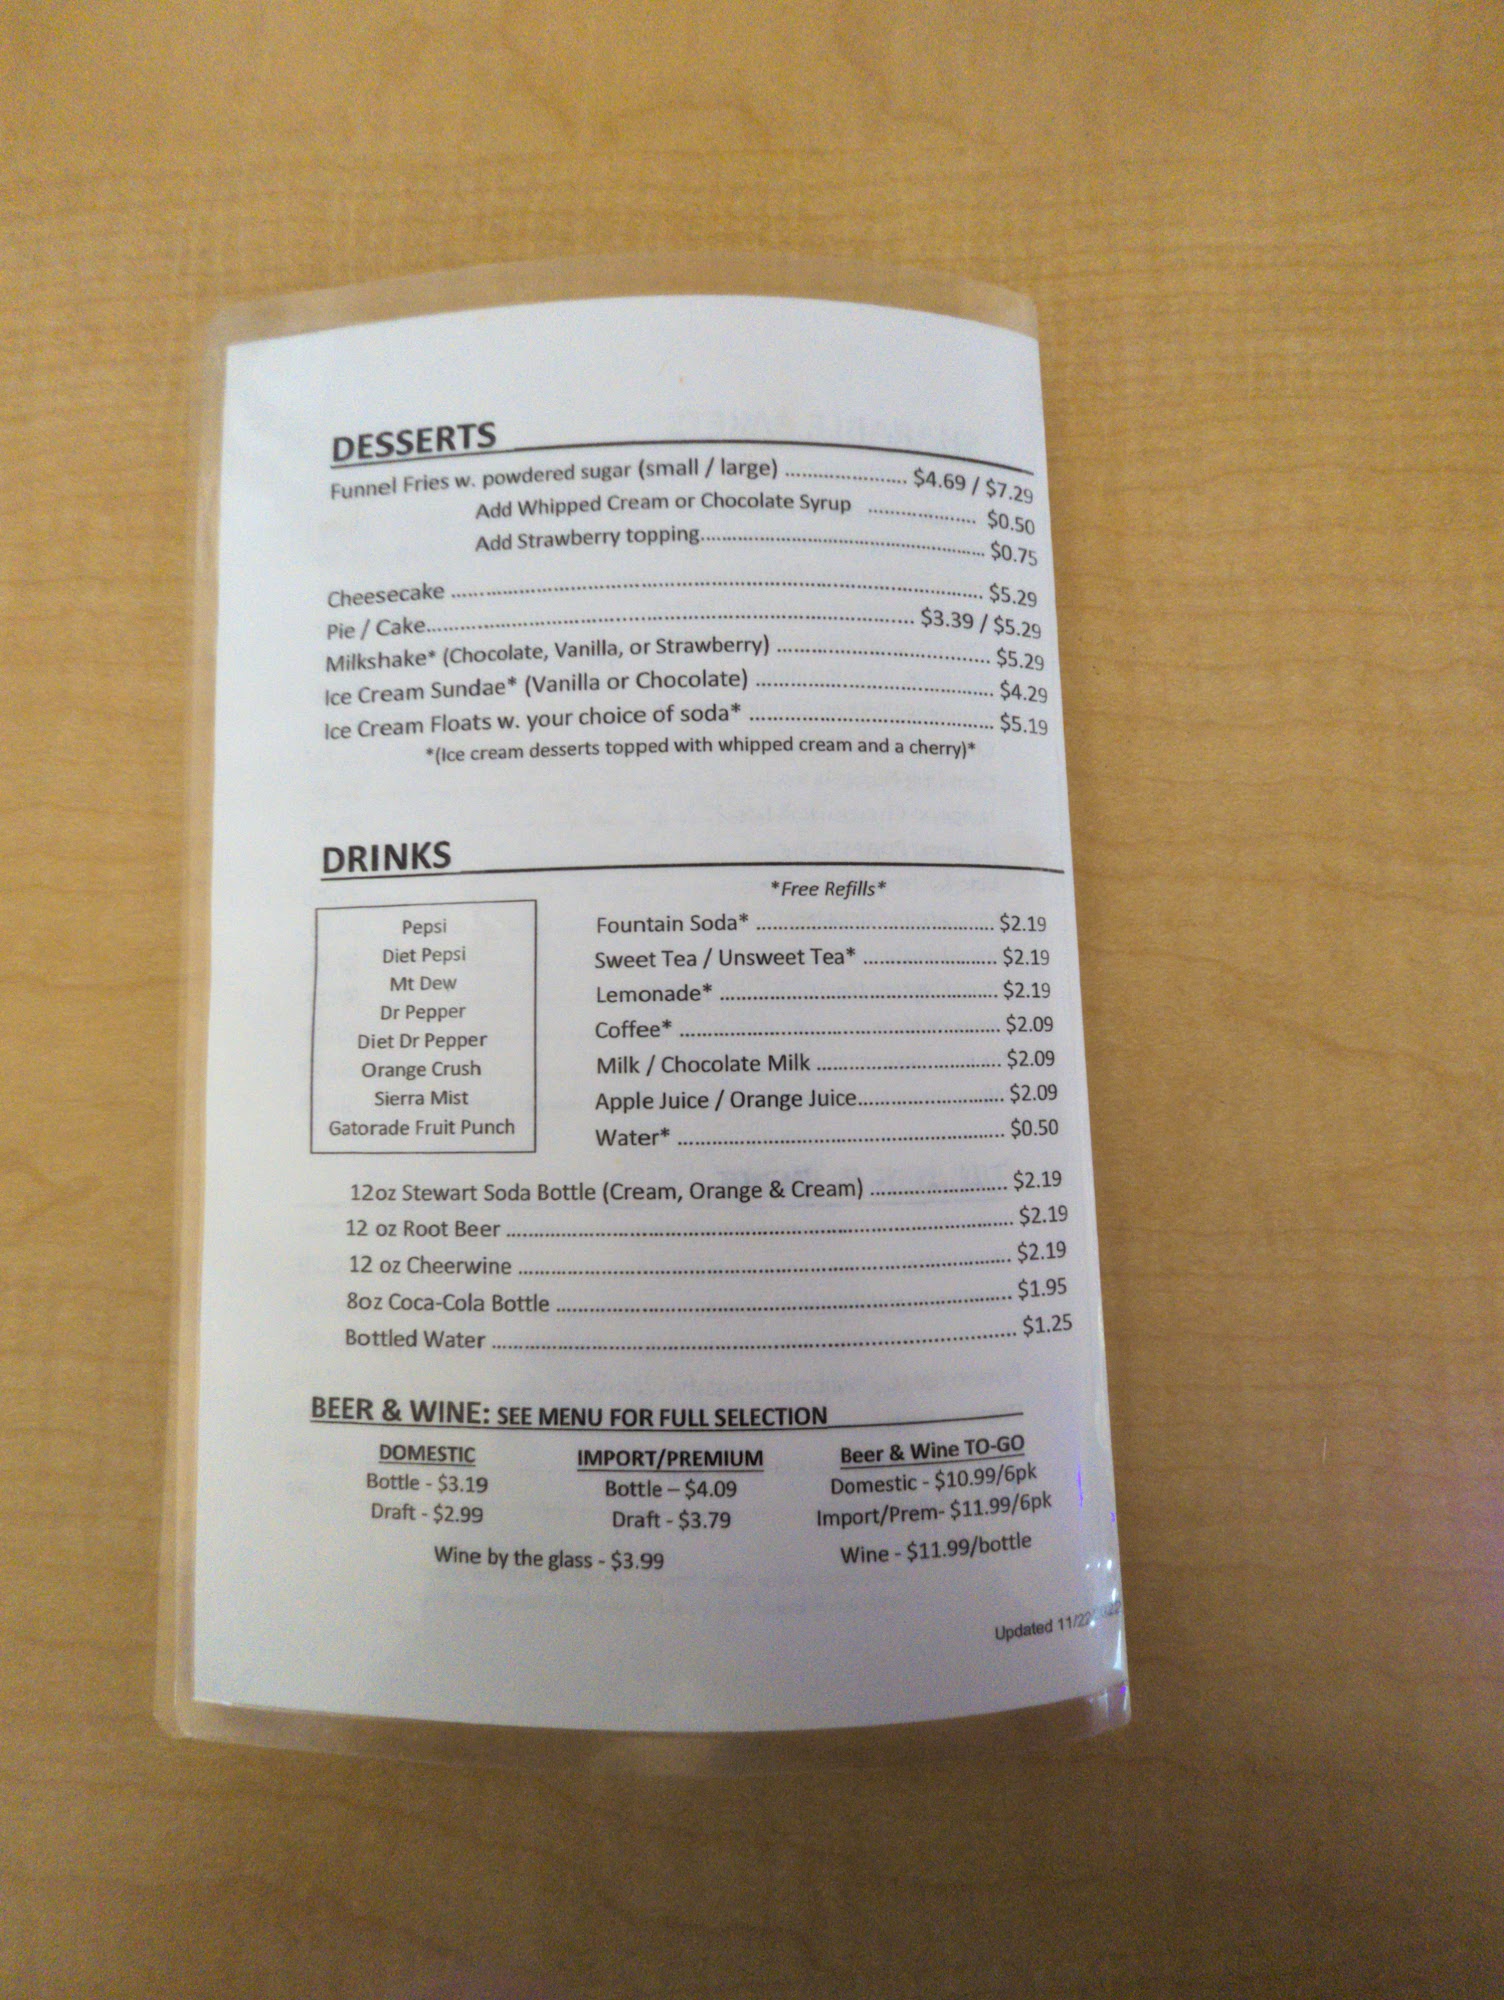 DESSERTS
Funnel Fries w. powdered sugar (small / large) ...................... $4.69 / $7.29
Add Whipped Cream or Chocolate Syrup ................... $0.50
Add Strawberry topping.................................................... $0.75
Cheesecake ................................................................................ $5.29
Pie / Cake................................................................................ $3.39 / $5.29
Milkshake* (Chocolate, Vanilla, or Strawberry) ...................................... $5.29
Ice Cream Sundae* (Vanilla or Chocolate) .......................................... $4.29
Ice Cream Floats w. your choice of soda* ........................................... $5.19
*(Ice cream desserts topped with whipped cream and a cherry)*
DRINKS
*Free Refills*
Pepsi
Diet Pepsi
Mt Dew
Dr Pepper
Diet Dr Pepper
Orange Crush
Sierra Mist
Gatorade Fruit Punch
Fountain Soda* ........................................... $2.19
Sweet Tea / Unsweet Tea* ........................ $2.19
Lemonade* .................................................. $2.19
Coffee* ......................................................... $2.09
Milk / Chocolate Milk ................................. $2.09
Apple Juice / Orange Juice.......................... $2.09
Water* .......................................................... $0.50
12oz Stewart Soda Bottle (Cream, Orange & Cream) ......................... $2.19
12 oz Root Beer ........................................................................... $2.19
12 oz Cheerwine ......................................................................... $2.19
8oz Coca-Cola Bottle .................................................................. $1.95
Bottled Water .............................................................................. $1.25
BEER & WINE: SEE MENU FOR FULL SELECTION
DOMESTIC
Bottle - $3.19
Draft - $2.99
IMPORT/PREMIUM
Bottle – $4.09
Draft - $3.79
Wine by the glass - $3.99
Beer & Wine TO-GO
Domestic - $10.99/6pk
Import/Prem- $11.99/6pk
Wine - $11.99/bottle
Updated 11/22